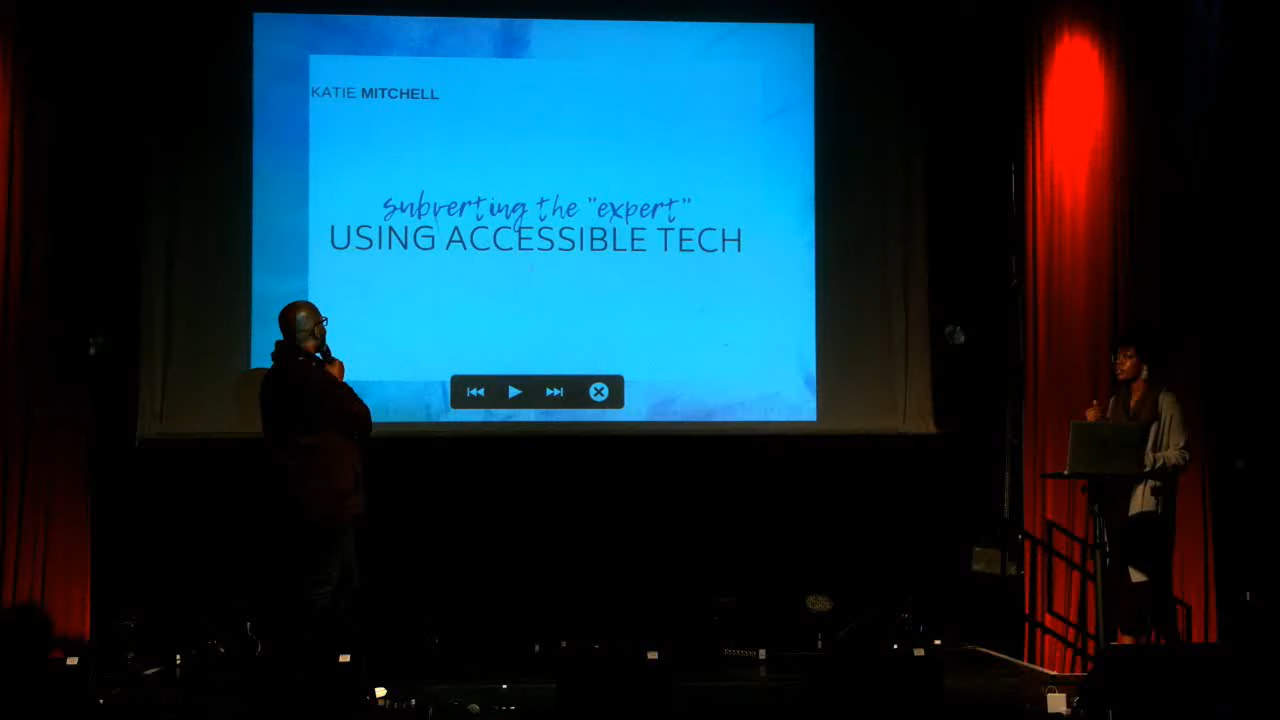 KATIE MITCHELL
subverting the "expert"
USING ACCESSIBLE TECH